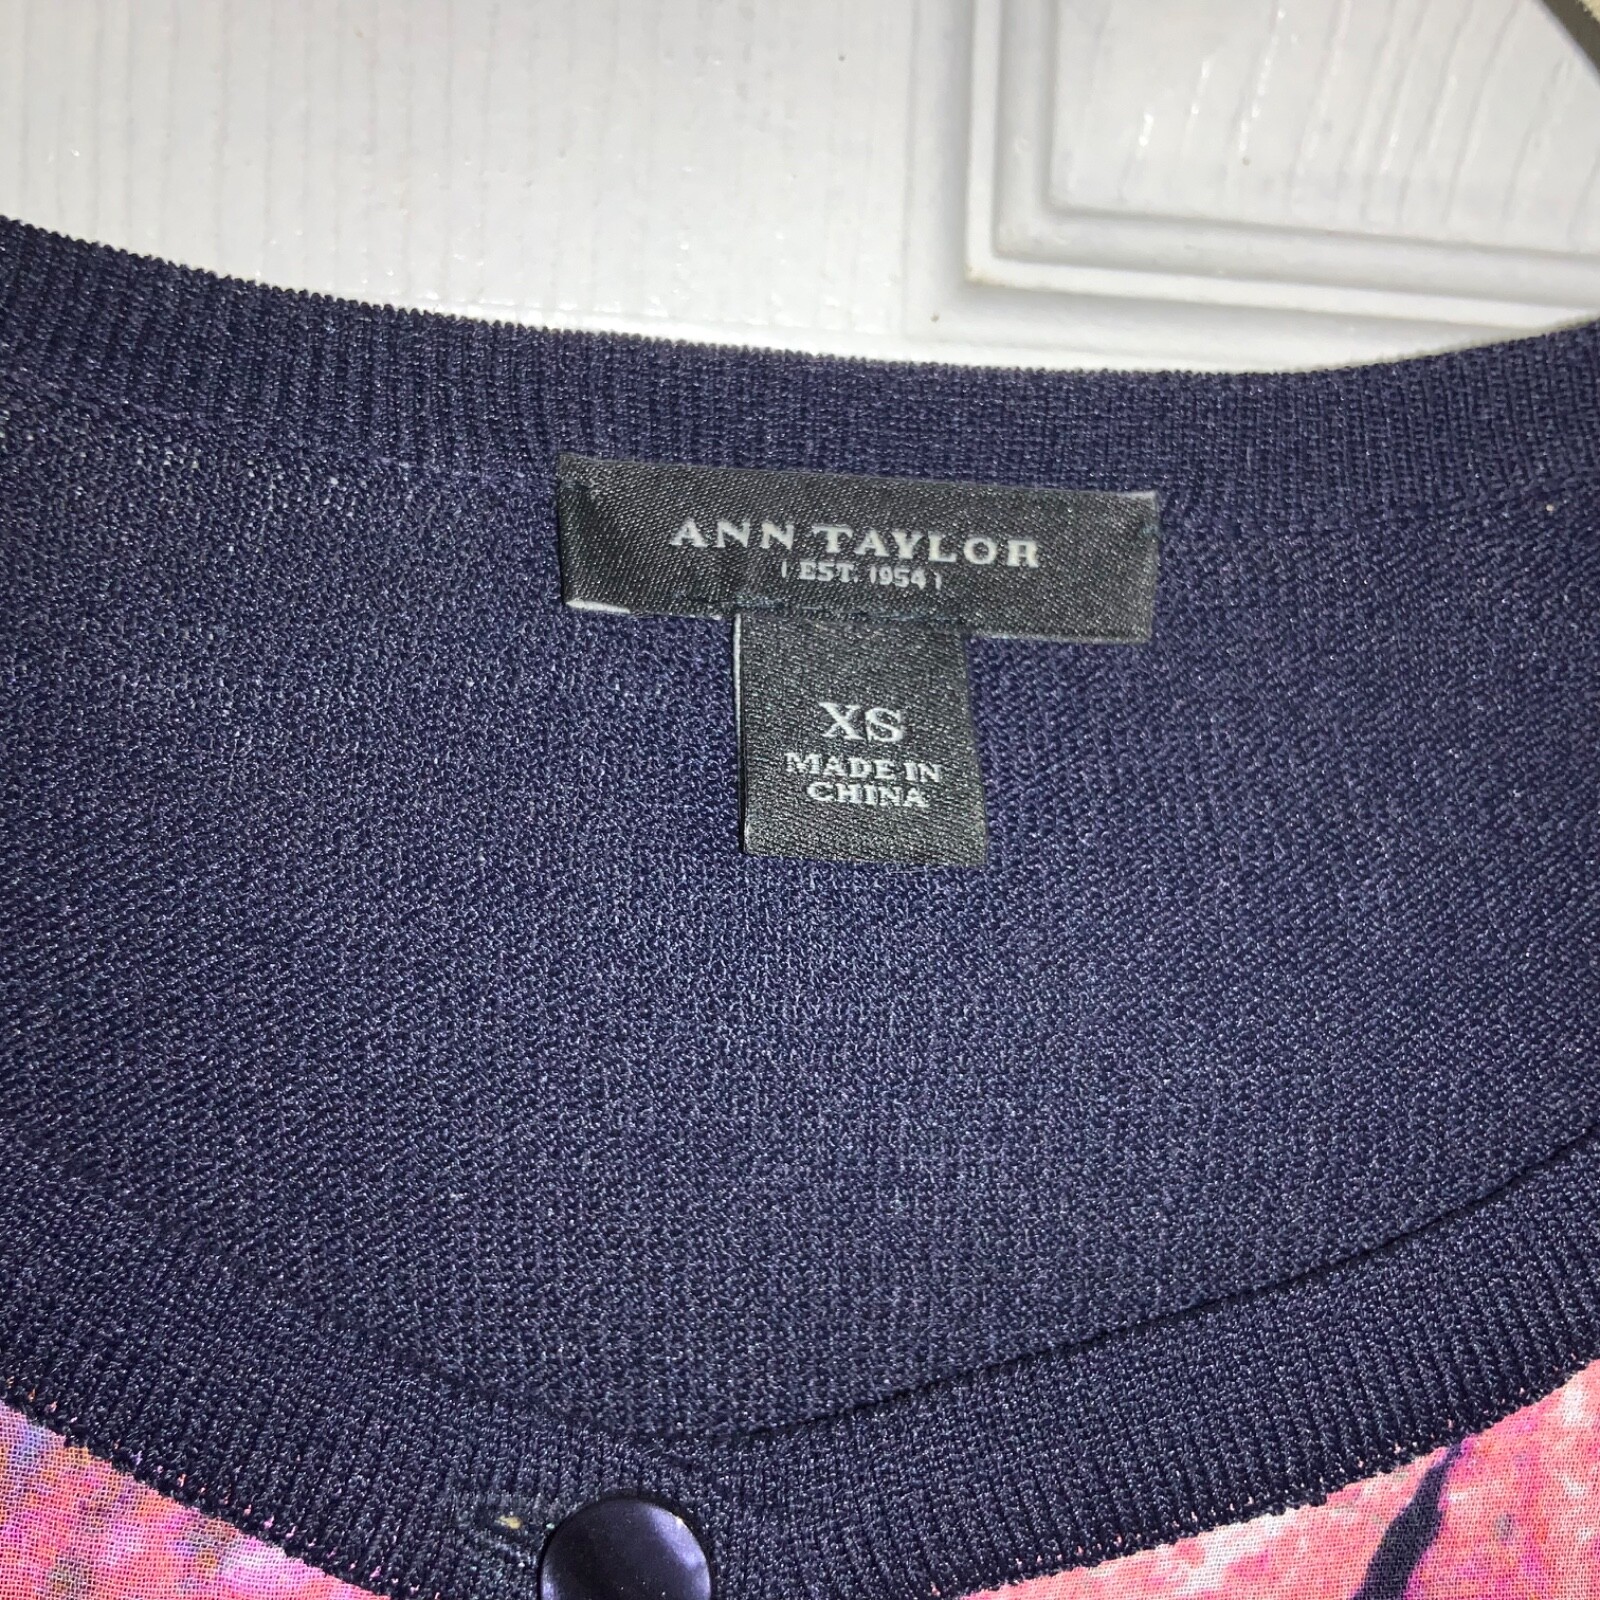 ANN TAYLOR
( EST. 1954 )
XS
MADE IN
CHINA